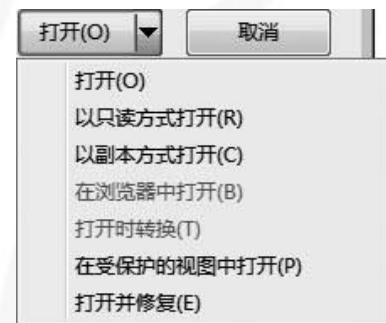 打开(O) 取消
打开(O)
以只读方式打开(R)
以副本方式打开(C)
在浏览器中打开(B)
打开时转换(T)
在受保护的视图中打开(P)
打开并修复(E)